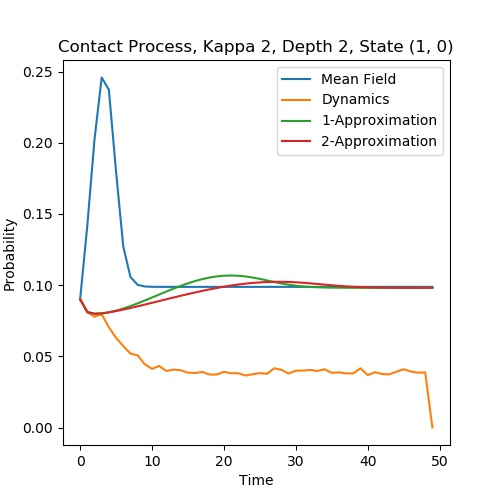 Contact Process, Kappa 2, Depth 2, State (1, 0)
Mean Field
Dynamics
1-Approximation
2-Approximation
Probability
0.25
0.20
0.15
0.10
0.05
0.00
0 10 20 30 40 50
Time